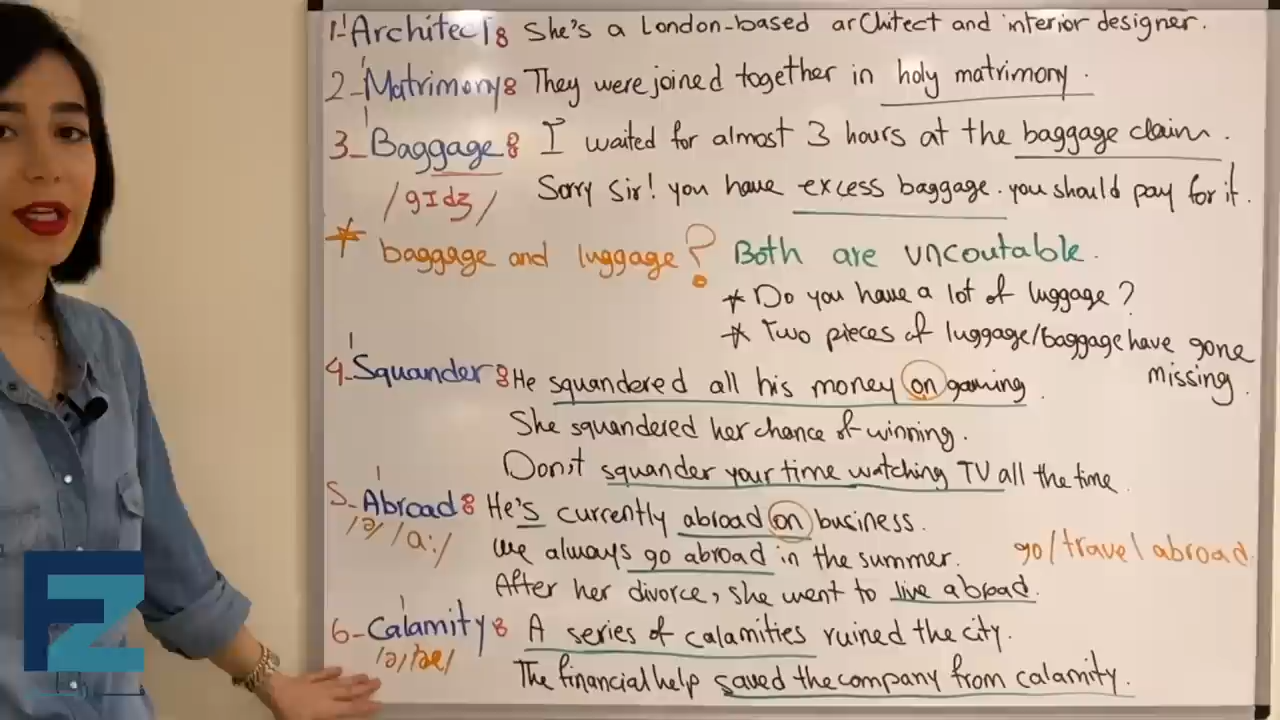 1-Architect: She's a London-based architect and interior designer.
2-Matrimony: They were joined together in holy matrimony.
3-Baggage: I waited for almost 3 hours at the baggage claim.
/gɪdʒ/ Sorry Sir! you have excess baggage. you should pay for it.
* baggage and luggage? Both are uncoutable.
* Do you have a lot of luggage?
* Two pieces of luggage/baggage have gone
missing.
4-Squander: He squandered all his money on gaming.
She squandered her chance of winning.
Don't squander your time watching TV all the time.
5-Abroad: He's currently abroad on business.
/ə/ /a:/
We always go abroad in the summer. go/travel abroad
After her divorce, she went to live abroad.
6-Calamity: A series of calamities ruined the city.
/ə/ /æ/
The financial help saved the company from calamity.
EZ